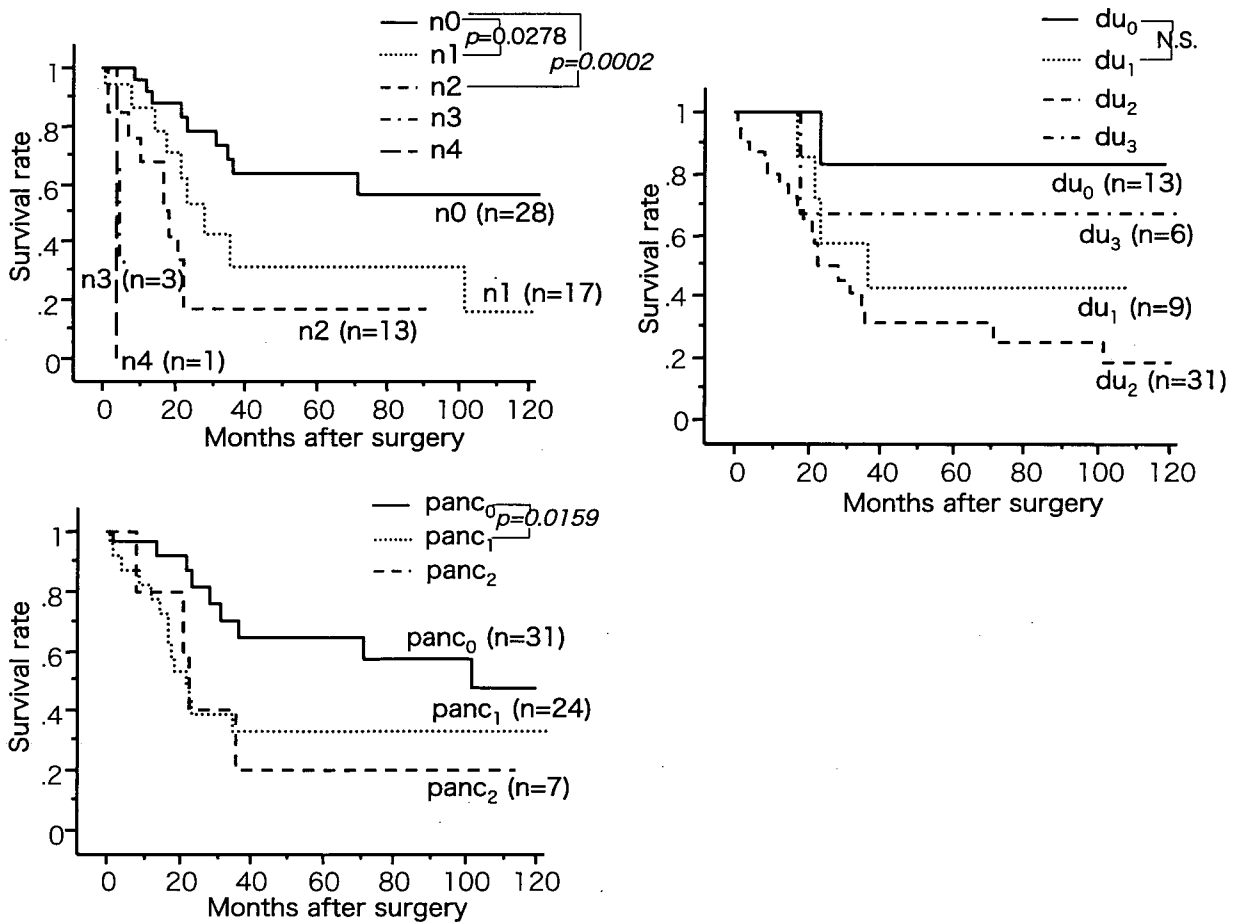 n0
p=0.0278
n1
p=0.0002
n2
n3
n4
1
.8
.6
.4
.2
0
Survival rate
n0 (n=28)
n3 (n=3)
n1 (n=17)
n2 (n=13)
n4 (n=1)
0 20 40 60 80 100 120
Months after surgery
du₀
N.S.
du₁
du₂
du₃
1
.8
.6
.4
.2
0
Survival rate
du₀ (n=13)
du₃ (n=6)
du₁ (n=9)
du₂ (n=31)
0 20 40 60 80 100 120
Months after surgery
panc₀
p=0.0159
panc₁
panc₂
1
.8
.6
.4
.2
0
Survival rate
panc₀ (n=31)
panc₁ (n=24)
panc₂ (n=7)
0 20 40 60 80 100 120
Months after surgery